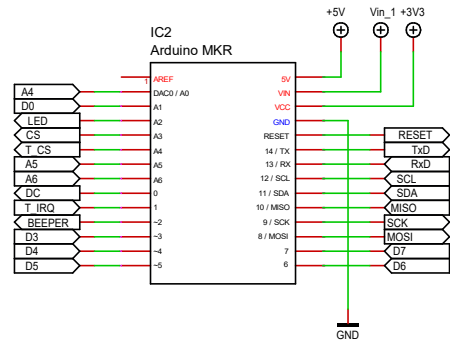 +5V Vin_1 +3V3
IC2
Arduino MKR
1 AREF 5V
A4 DAC0 / A0 VIN
D0 A1 VCC
LED A2 GND
CS A3 RESET RESET
T_CS A4 14 / TX TxD
A5 A5 13 / RX RxD
A6 A6 12 / SCL SCL
DC 0 11 / SDA SDA
T_IRQ 1 10 / MISO MISO
BEEPER ~2 9 / SCK SCK
D3 ~3 8 / MOSI MOSI
D4 ~4 7 D7
D5 ~5 6 D6
GND